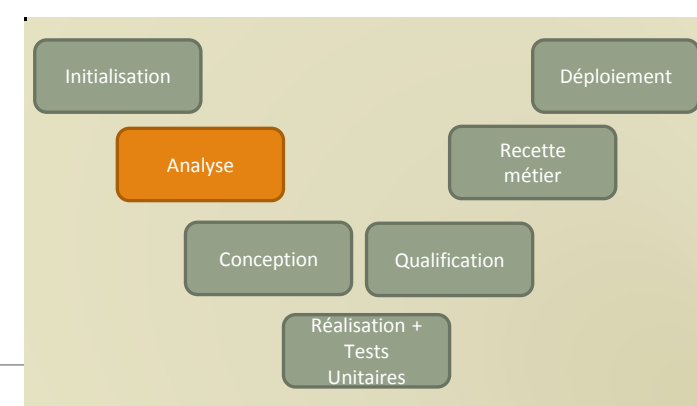 Initialisation
Déploiement
Analyse
Recette
métier
Conception
Qualification
Réalisation +
Tests
Unitaires